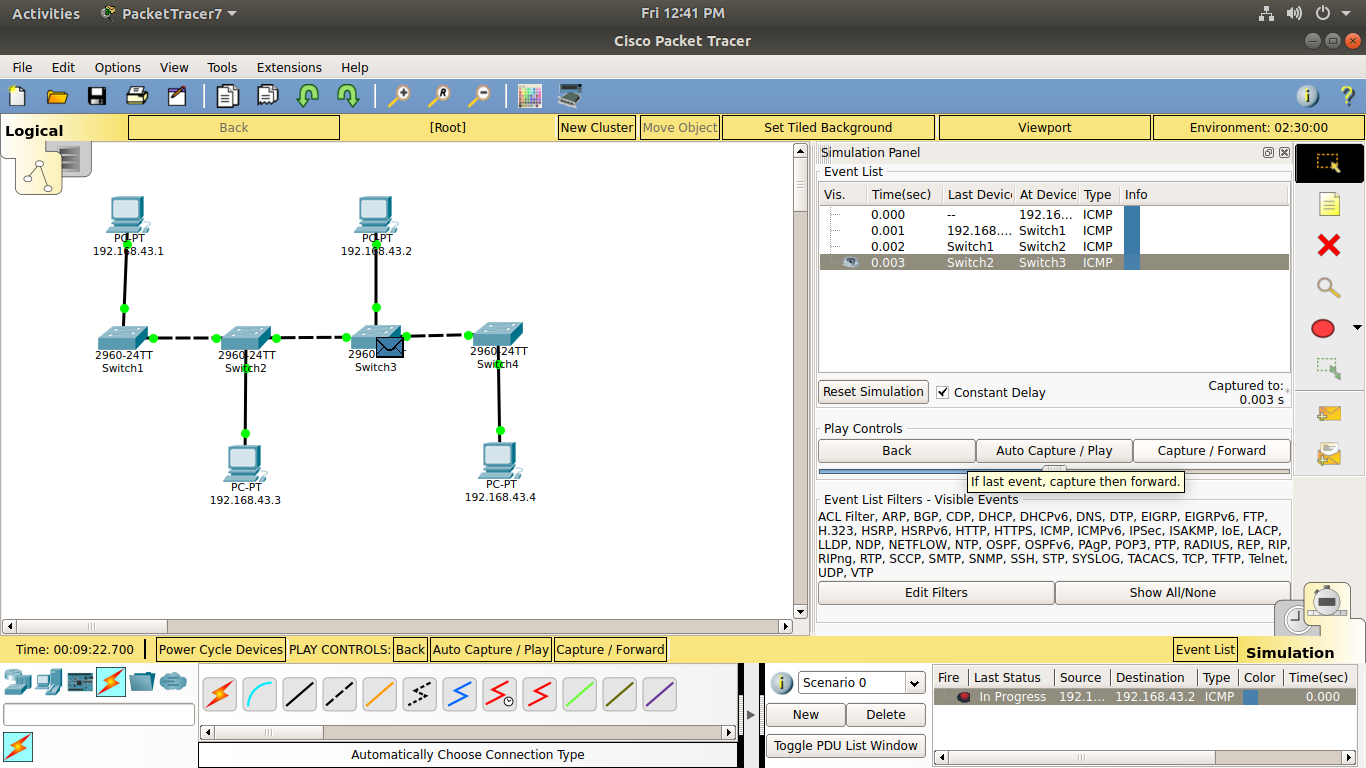 Activities PacketTracer7 Fri 12:41 PM
Cisco Packet Tracer
File Edit Options View Tools Extensions Help
Logical Back [Root] New Cluster Move Object Set Tiled Background Viewport Environment: 02:30:00
PC-PT
192.168.43.1
PC-PT
192.168.43.2
2960-24TT
Switch1
2960-24TT
Switch2
2960
Switch3
2960-24TT
Switch4
PC-PT
192.168.43.3
PC-PT
192.168.43.4
Simulation Panel
Event List
Vis. Time(sec) Last Devic At Device Type Info
0.000 -- 192.16... ICMP
0.001 192.168.... Switch1 ICMP
0.002 Switch1 Switch2 ICMP
0.003 Switch2 Switch3 ICMP
Reset Simulation Constant Delay Captured to:
0.003 s
Play Controls
Back Auto Capture / Play Capture / Forward
If last event, capture then forward.
Event List Filters - Visible Events
ACL Filter, ARP, BGP, CDP, DHCP, DHCPv6, DNS, DTP, EIGRP, EIGRPv6, FTP,
H.323, HSRP, HSRPv6, HTTP, HTTPS, ICMP, ICMPv6, IPSec, ISAKMP, IoE, LACP,
LLDP, NDP, NETFLOW, NTP, OSPF, OSPFv6, PAgP, POP3, PTP, RADIUS, REP, RIP,
RIPng, RTP, SCCP, SMTP, SNMP, SSH, STP, SYSLOG, TACACS, TCP, TFTP, Telnet,
UDP, VTP
Edit Filters Show All/None
Time: 00:09:22.700 Power Cycle Devices PLAY CONTROLS: Back Auto Capture / Play Capture / Forward Event List Simulation
Scenario 0
New Delete
Toggle PDU List Window
Fire Last Status Source Destination Type Color Time(sec)
In Progress 192.1... 192.168.43.2 ICMP 0.000
Automatically Choose Connection Type